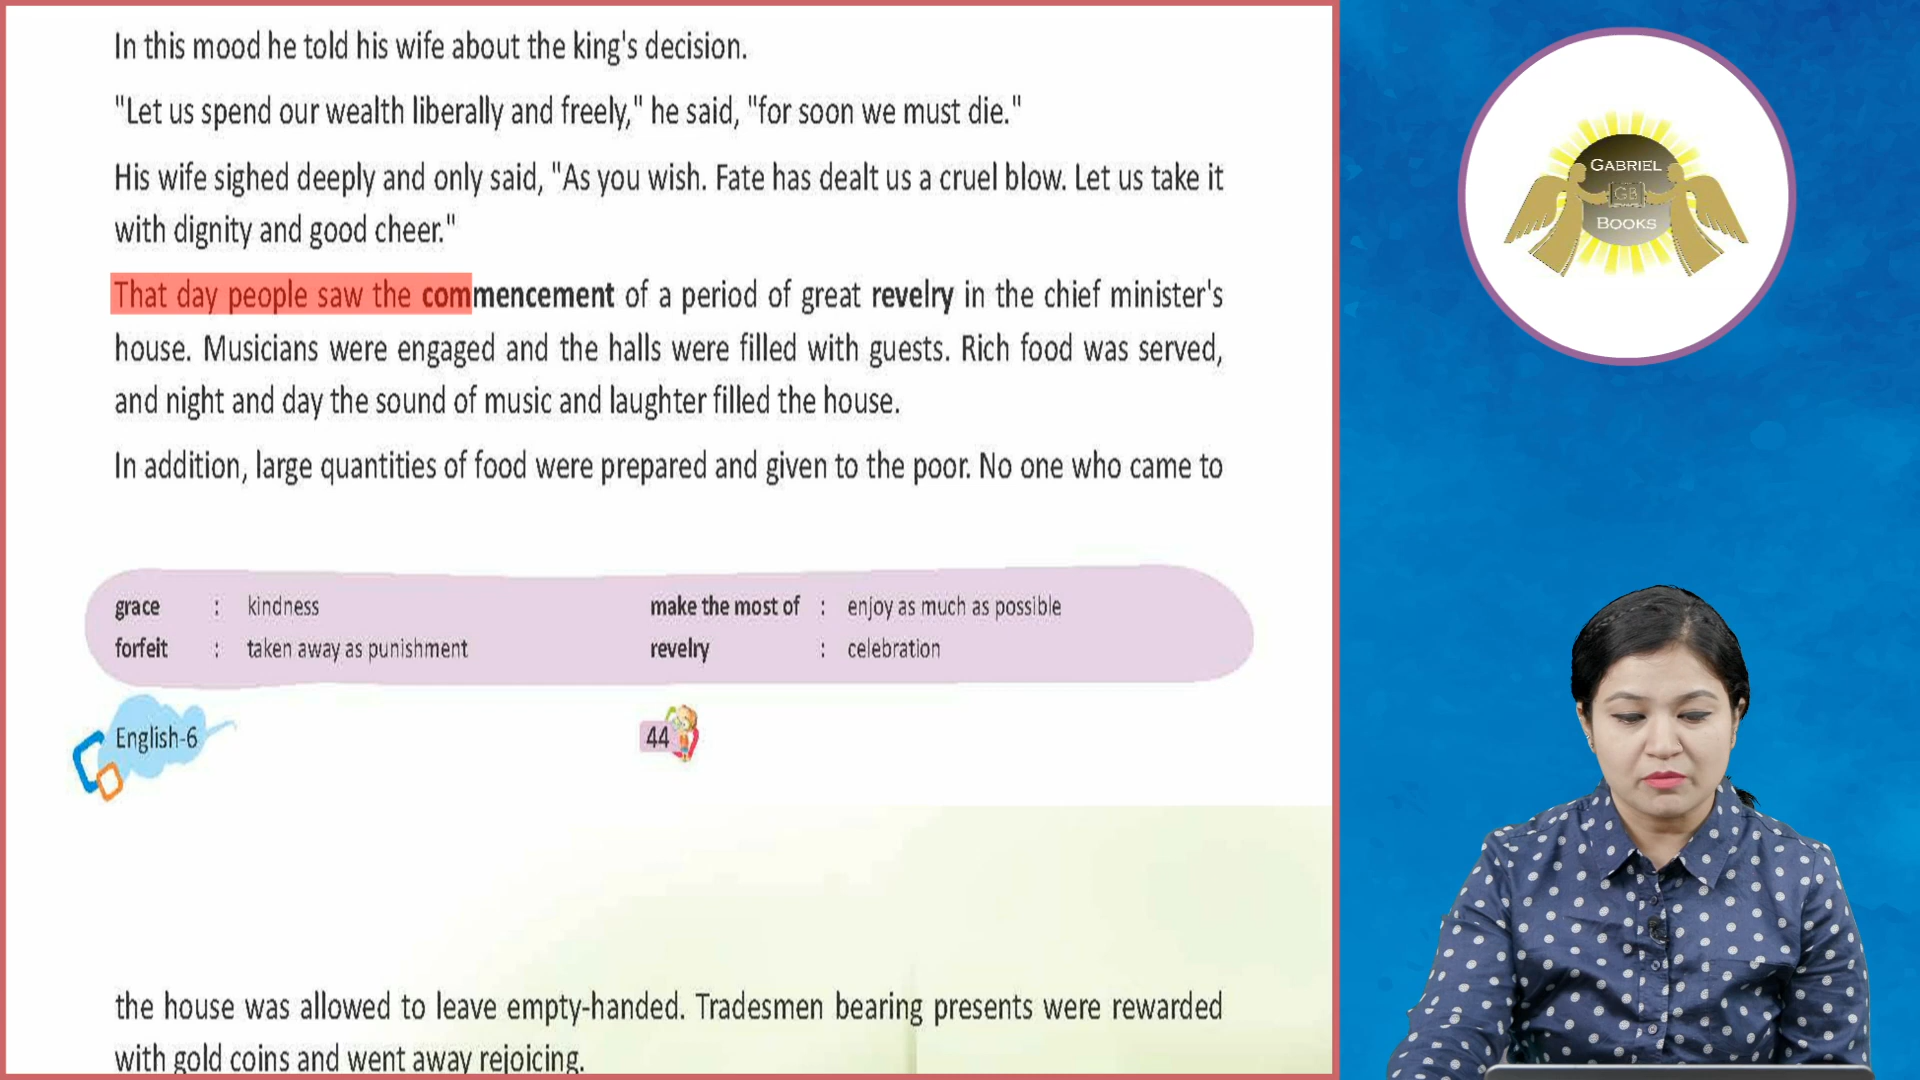 In this mood he told his wife about the king's decision.
"Let us spend our wealth liberally and freely," he said, "for soon we must die."
His wife sighed deeply and only said, "As you wish. Fate has dealt us a cruel blow. Let us take it
with dignity and good cheer."
That day people saw the commencement of a period of great revelry in the chief minister's
house. Musicians were engaged and the halls were filled with guests. Rich food was served,
and night and day the sound of music and laughter filled the house.
In addition, large quantities of food were prepared and given to the poor. No one who came to
grace : kindness
make the most of : enjoy as much as possible
forfeit : taken away as punishment
revelry : celebration
English-6
44
the house was allowed to leave empty-handed. Tradesmen bearing presents were rewarded
with gold coins and went away rejoicing.
GABRIEL
GB
BOOKS